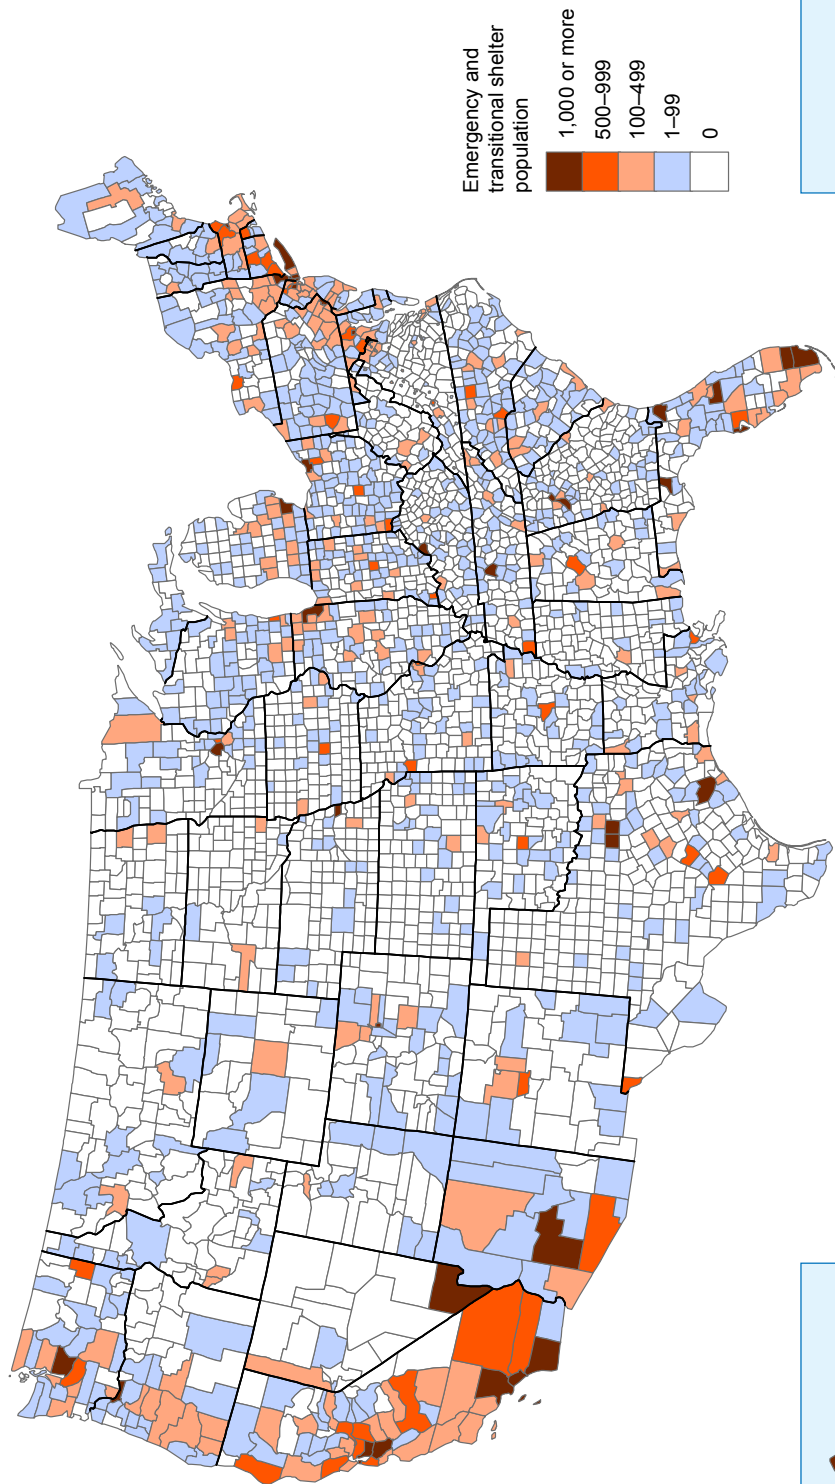 Emergency and
transitional shelter
population
1,000 or more
500–999
100–499
1–99
0